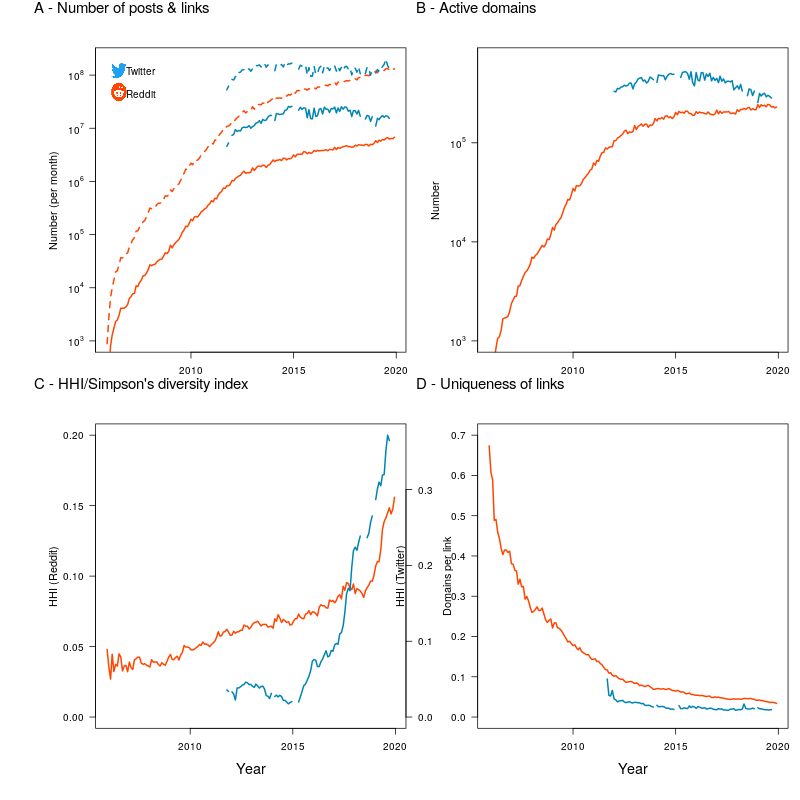 A - Number of posts & links
B - Active domains
Twitter
Reddit
10⁸
10⁷
10⁶
10⁵
10⁴
10³
Number (per month)
2010
2015
2020
10⁵
10⁴
10³
Number
2010
2015
2020
C - HHI/Simpson's diversity index
D - Uniqueness of links
0.20
0.15
0.10
0.05
0.00
HHI (Reddit)
0.3
0.2
0.1
0.0
HHI (Twitter)
2010
2015
2020
Year
0.7
0.6
0.5
0.4
0.3
0.2
0.1
0.0
Domains per link
2010
2015
2020
Year